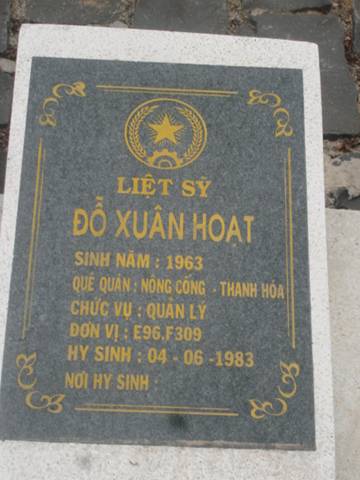 LIỆT SỸ
ĐỖ XUÂN HOẠT
SINH NĂM : 1963
QUÊ QUÁN : NÔNG CỐNG - THANH HÓA
CHỨC VỤ : QUẢN LÝ
ĐƠN VỊ : E96.F309
HY SINH : 04 - 06 - 1983
NƠI HY SINH :